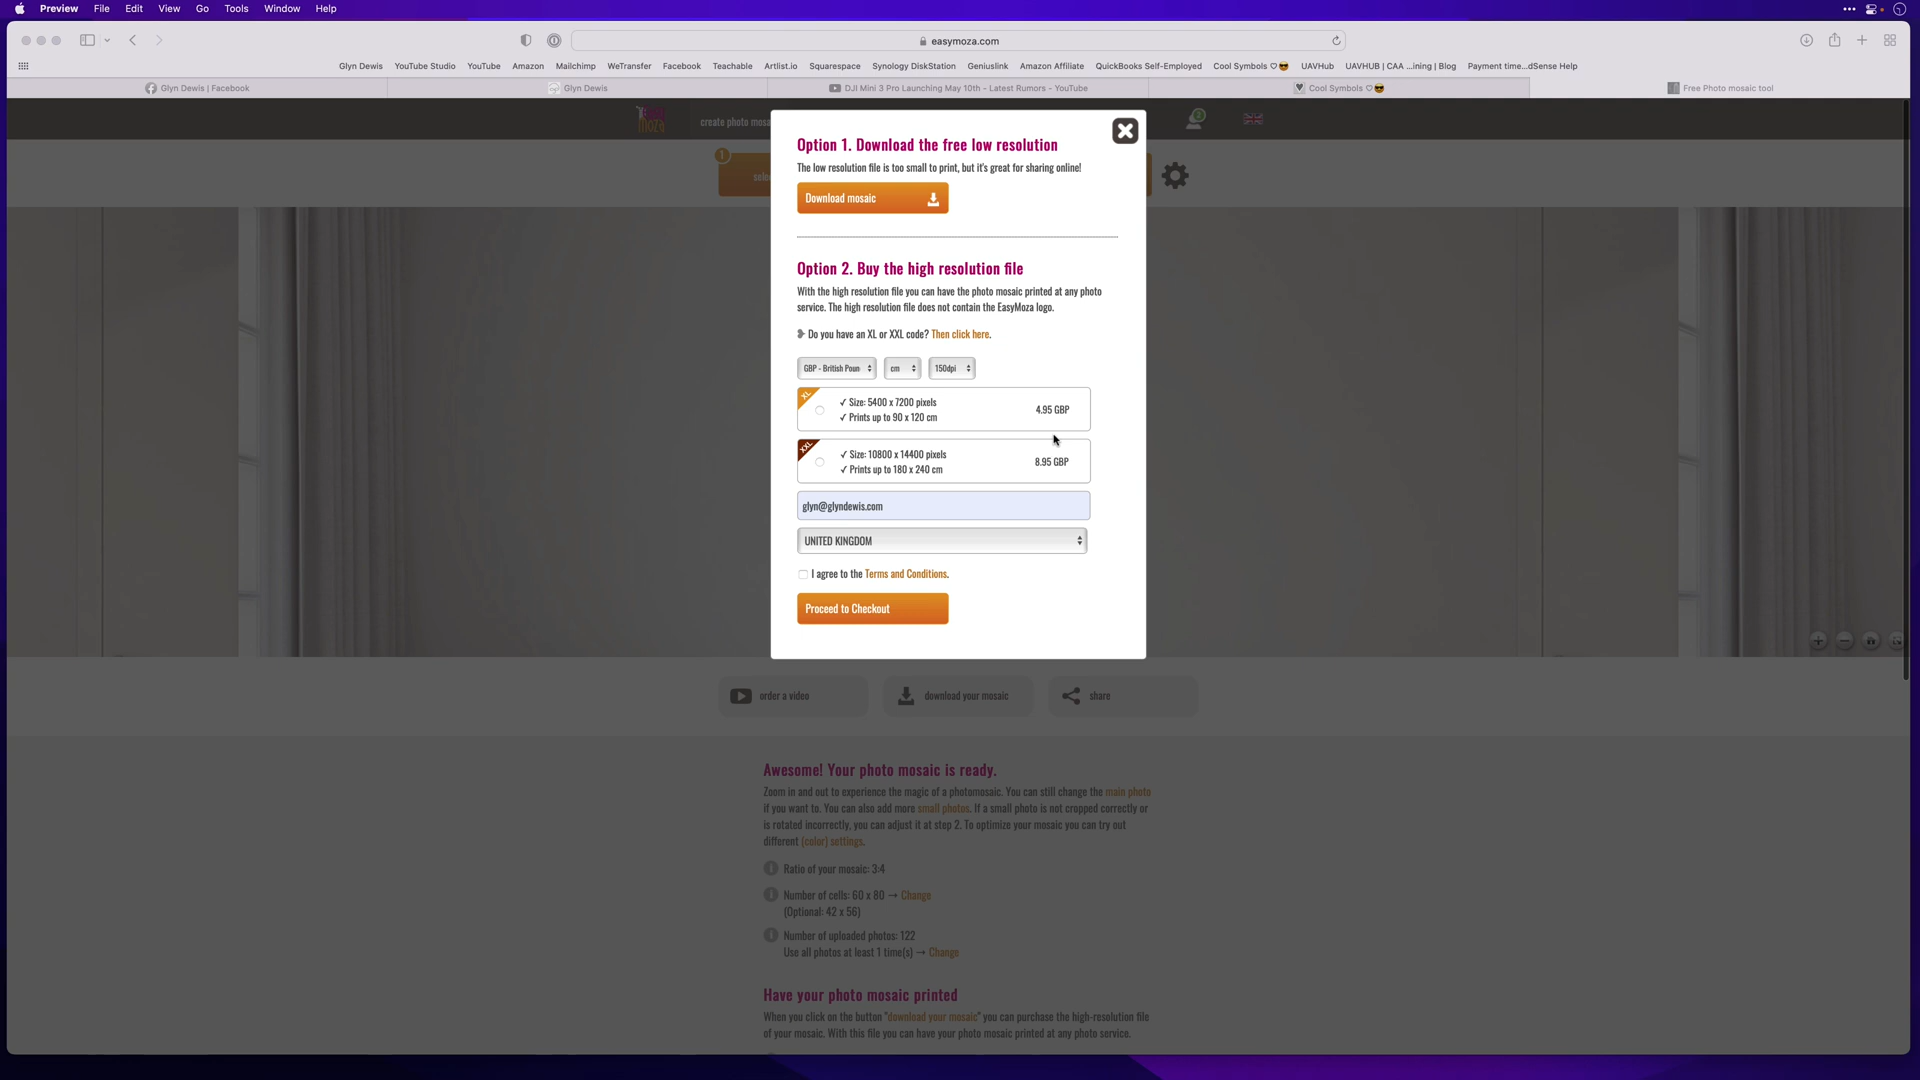 Preview File Edit View Go Tools Window Help
easymoza.com
Glyn Dewis YouTube Studio YouTube Amazon Mailchimp WeTransfer Facebook Teachable Artlist.io Squarespace Synology DiskStation Geniuslink Amazon Affiliate QuickBooks Self-Employed Cool Symbols ♡😎 UAVHub UAVHUB | CAA ...ining | Blog Payment time...dSense Help
Glyn Dewis | Facebook Glyn Dewis DJI Mini 3 Pro Launching May 10th - Latest Rumors - YouTube Cool Symbols ♡😎 Free Photo mosaic tool
Moza create photo mosa
1
selec
Option 1. Download the free low resolution
The low resolution file is too small to print, but it's great for sharing online!
Download mosaic
Option 2. Buy the high resolution file
With the high resolution file you can have the photo mosaic printed at any photo
service. The high resolution file does not contain the EasyMoza logo.
Do you have an XL or XXL code? Then click here.
GBP - British Poun cm 150dpi
XL
✓ Size: 5400 x 7200 pixels
✓ Prints up to 90 x 120 cm
4.95 GBP
XXL
✓ Size: 10800 x 14400 pixels
✓ Prints up to 180 x 240 cm
8.95 GBP
glyn@glyndewis.com
UNITED KINGDOM
I agree to the Terms and Conditions.
Proceed to Checkout
order a video download your mosaic share
Awesome! Your photo mosaic is ready.
Zoom in and out to experience the magic of a photomosaic. You can still change the main photo
if you want to. You can also add more small photos. If a small photo is not cropped correctly or
is rotated incorrectly, you can adjust it at step 2. To optimize your mosaic you can try out
different (color) settings.
Ratio of your mosaic: 3:4
Number of cells: 60 x 80 → Change
(Optional: 42 x 56)
Number of uploaded photos: 122
Use all photos at least 1 time(s) → Change
Have your photo mosaic printed
When you click on the button "download your mosaic" you can purchase the high-resolution file
of your mosaic. With this file you can have your photo mosaic printed at any photo service.